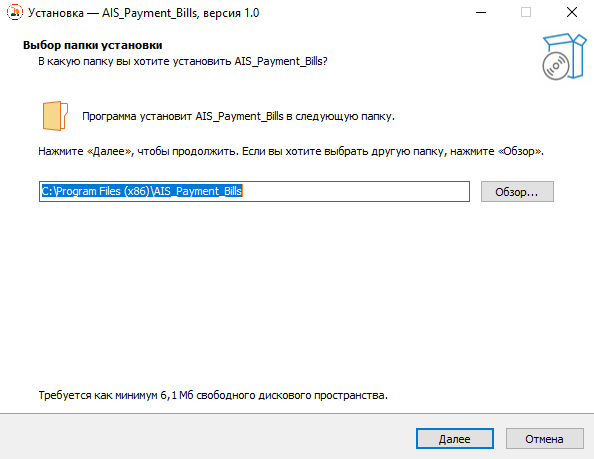 Установка — AIS_Payment_Bills, версия 1.0
Выбор папки установки
В какую папку вы хотите установить AIS_Payment_Bills?
Программа установит AIS_Payment_Bills в следующую папку.
Нажмите «Далее», чтобы продолжить. Если вы хотите выбрать другую папку, нажмите «Обзор».
C:\Program Files (x86)\AIS_Payment_Bills
Обзор...
Требуется как минимум 6,1 Мб свободного дискового пространства.
Далее
Отмена